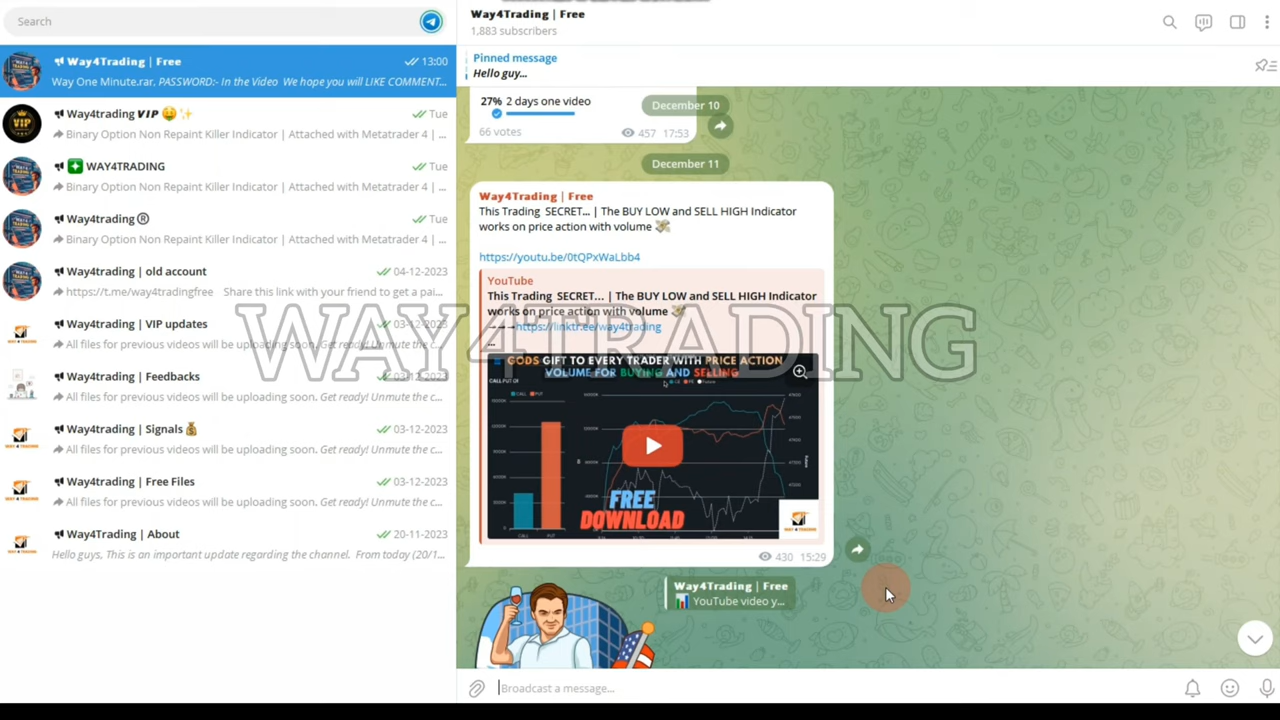 Search
Way4Trading | Free
13:00
Way One Minute.rar, PASSWORD:- In the Video We hope you will LIKE COMMENT...
Way4trading VIP 🤑✨
Tue
Binary Option Non Repaint Killer Indicator | Attached with Metatrader 4 | ...
WAY4TRADING
Tue
Binary Option Non Repaint Killer Indicator | Attached with Metatrader 4 | ...
Way4trading ®
Tue
Binary Option Non Repaint Killer Indicator | Attached with Metatrader 4 | ...
Way4trading | old account
04-12-2023
https://t.me/way4tradingfree Share this link with your friend to get a pai...
Way4trading | VIP updates
03-12-2023
All files for previous videos will be uploading soon. Get ready! Unmute the c...
Way4trading | Feedbacks
03-12-2023
All files for previous videos will be uploading soon. Get ready! Unmute the c...
Way4trading | Signals 💰
03-12-2023
All files for previous videos will be uploading soon. Get ready! Unmute the c...
Way4trading | Free Files
03-12-2023
All files for previous videos will be uploading soon. Get ready! Unmute the c...
Way4Trading | About
20-11-2023
Hello guys, This is an important update regarding the channel. From today (20/1...
Way4Trading | Free
1,883 subscribers
Pinned message
Hello guy...
27% 2 days one video
December 10
66 votes
457 17:53
December 11
Way4Trading | Free
This Trading SECRET... | The BUY LOW and SELL HIGH Indicator
works on price action with volume 💸
https://youtu.be/0tQPxWaLbb4
YouTube
This Trading SECRET... | The BUY LOW and SELL HIGH Indicator
works on price action with volume 💸
→→→https://linktr.ee/way4trading
...
GODS GIFT TO EVERY TRADER WITH PRICE ACTION
VOLUME FOR BUYING AND SELLING
FREE
DOWNLOAD
CALL PUT
430 15:29
Way4Trading | Free
📊 YouTube video y...
Broadcast a message...
WAY4TRADING